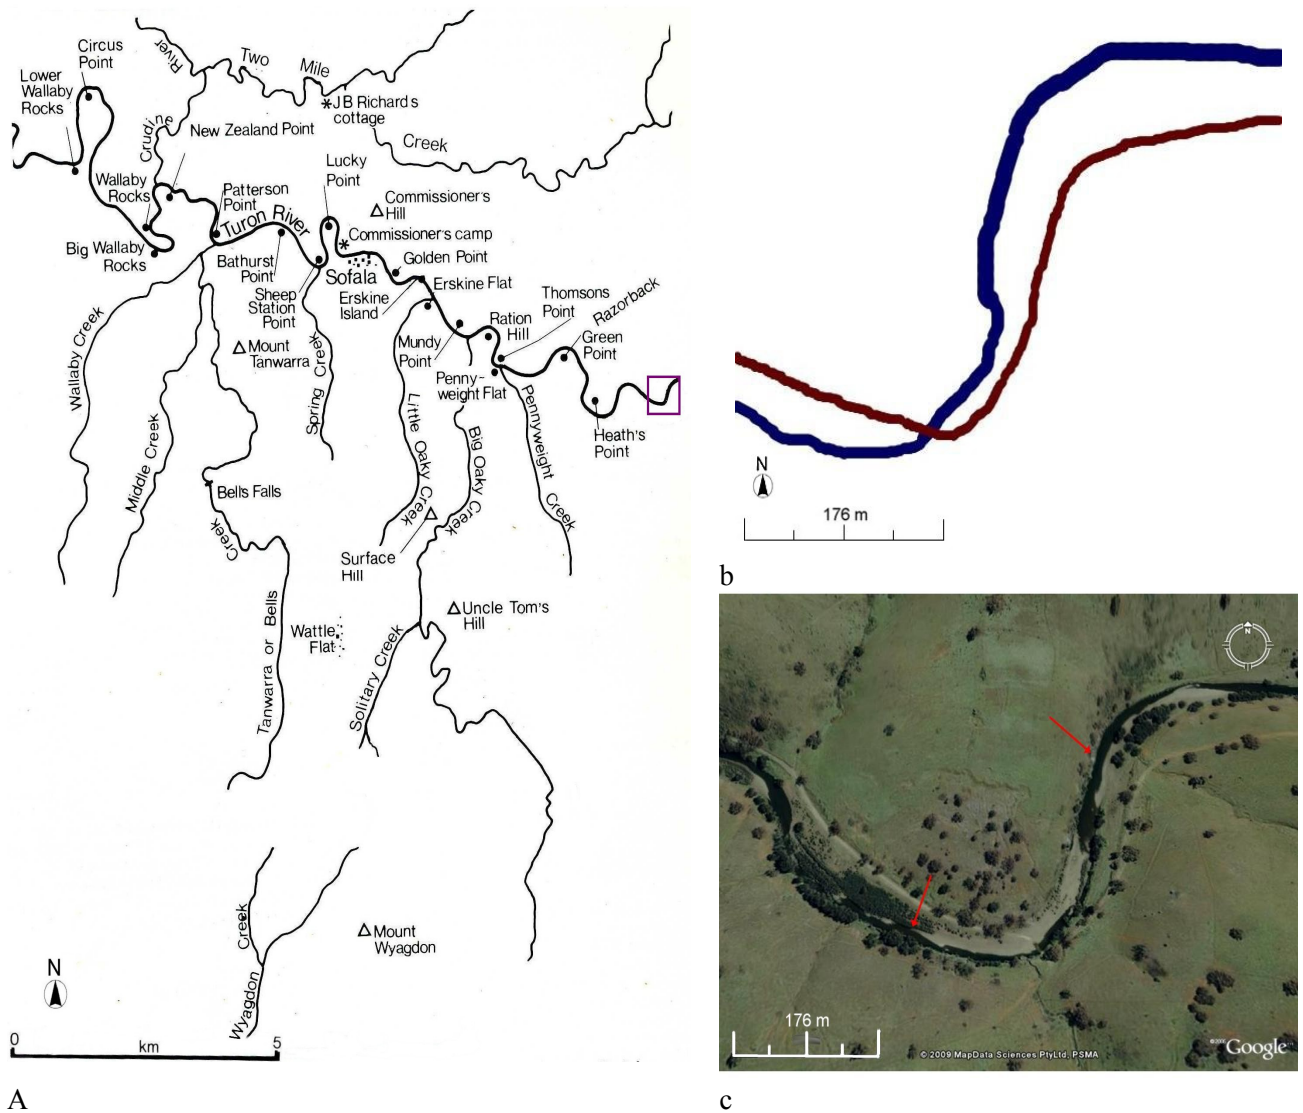 Circus
Point
Lower
Wallaby
Rocks
River
Two
Mile
JB Richard's
cottage
Creek
Crudine
New Zealand Point
Lucky
Point
Wallaby
Rocks
Patterson
Point
Commissioner's
Hill
Turon River
Commissioner's camp
Big Wallaby
Rocks
Bathurst
Point
Sofala
Golden Point
Sheep
Station
Point
Erskine
Island
Erskine Flat
Thomsons
Point
Razorback
Ration
Hill
Green
Point
Mundy
Point
Penny-
weight Flat
Mount
Tanwarra
Wallaby Creek
Spring Creek
Little Oaky Creek
Big Oaky Creek
Pennyweight Creek
Heath's
Point
Middle Creek
Bell's Falls
Creek
Surface
Hill
Tanwarra or Bells
Wattle
Flat
Uncle Tom's
Hill
Solitary Creek
Mount
Wyagdon
Creek
Wyagdon
N
0
km
5
A
N
176 m
b
N
176 m
© 2009 MapData Sciences PtyLtd, PSMA
Google
c